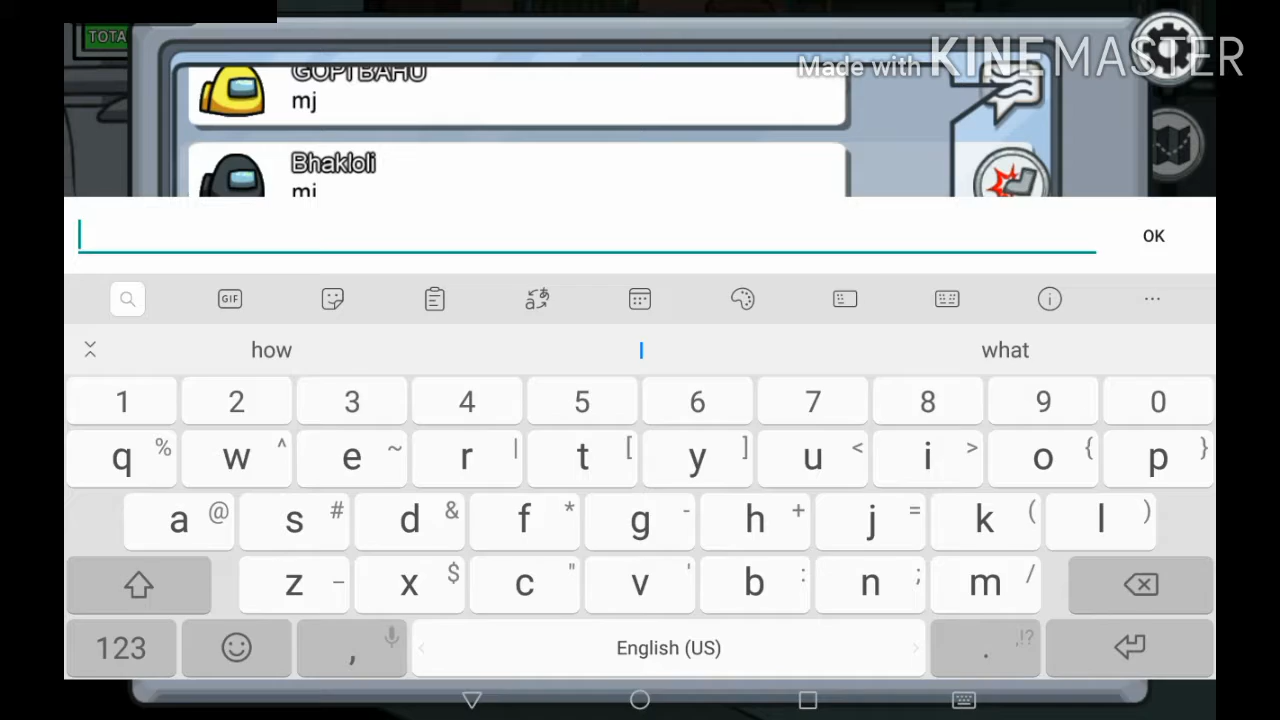 TOTA
Made with KINEMASTER
GOPI BAHU
mj
Bhakloli
mj
OK
GIF
how I what
1 2 3 4 5 6 7 8 9 0
q % w ^ e ~ r | t [ y ] u < i > o { p }
a @ s # d & f * g - h + j = k ( l )
z _ x $ c " v ' b : n ; m /
123 , English (US) . ,!?